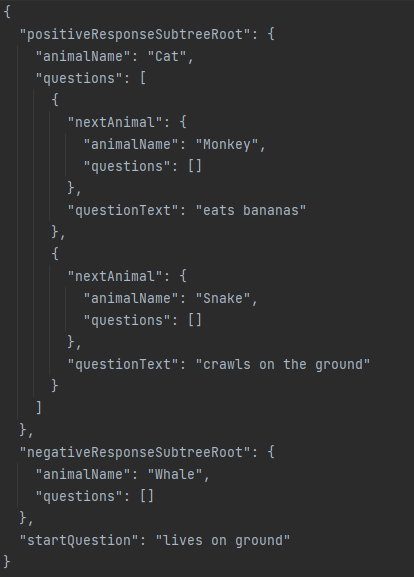 {
  "positiveResponseSubtreeRoot": {
    "animalName": "Cat",
    "questions": [
      {
        "nextAnimal": {
          "animalName": "Monkey",
          "questions": []
        },
        "questionText": "eats bananas"
      },
      {
        "nextAnimal": {
          "animalName": "Snake",
          "questions": []
        },
        "questionText": "crawls on the ground"
      }
    ]
  },
  "negativeResponseSubtreeRoot": {
    "animalName": "Whale",
    "questions": []
  },
  "startQuestion": "lives on ground"
}